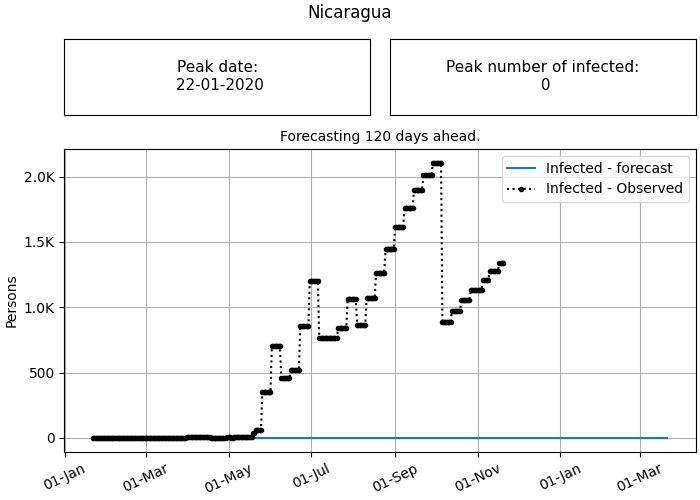 Nicaragua
Peak date:
22-01-2020
Peak number of infected:
0
Forecasting 120 days ahead.
Infected - forecast
Infected - Observed
2.0K
1.5K
1.0K
500
0
Persons
01-Jan
01-Mar
01-May
01-Jul
01-Sep
01-Nov
01-Jan
01-Mar